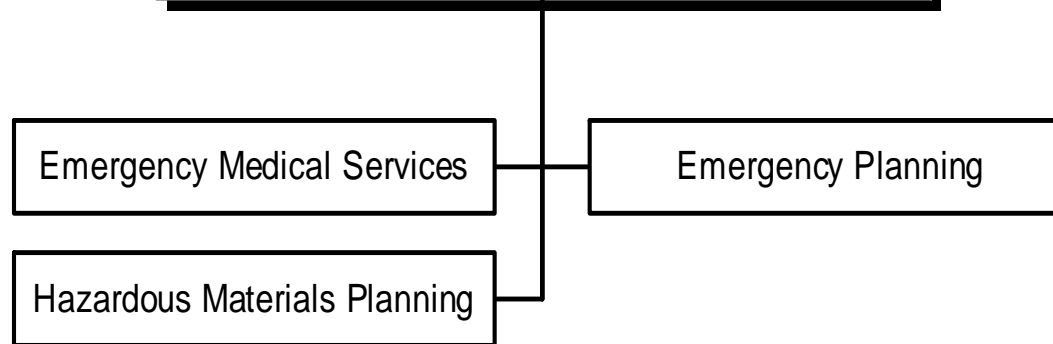 Emergency Medical Services
Emergency Planning
Hazardous Materials Planning